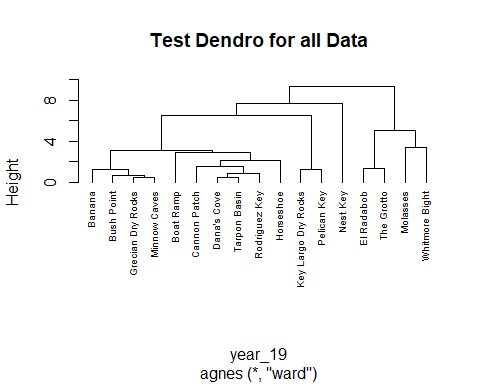 Test Dendro for all Data
Height
0
4
8
Banana
Bush Point
Grecian Dry Rocks
Minnow Caves
Boat Ramp
Cannon Patch
Dana's Cove
Tarpon Basin
Rodriguez Key
Horseshoe
Key Largo Dry Rocks
Pelican Key
Nest Key
El Radabob
The Grotto
Molasses
Whitmore Bight
year_19
agnes (*, "ward")